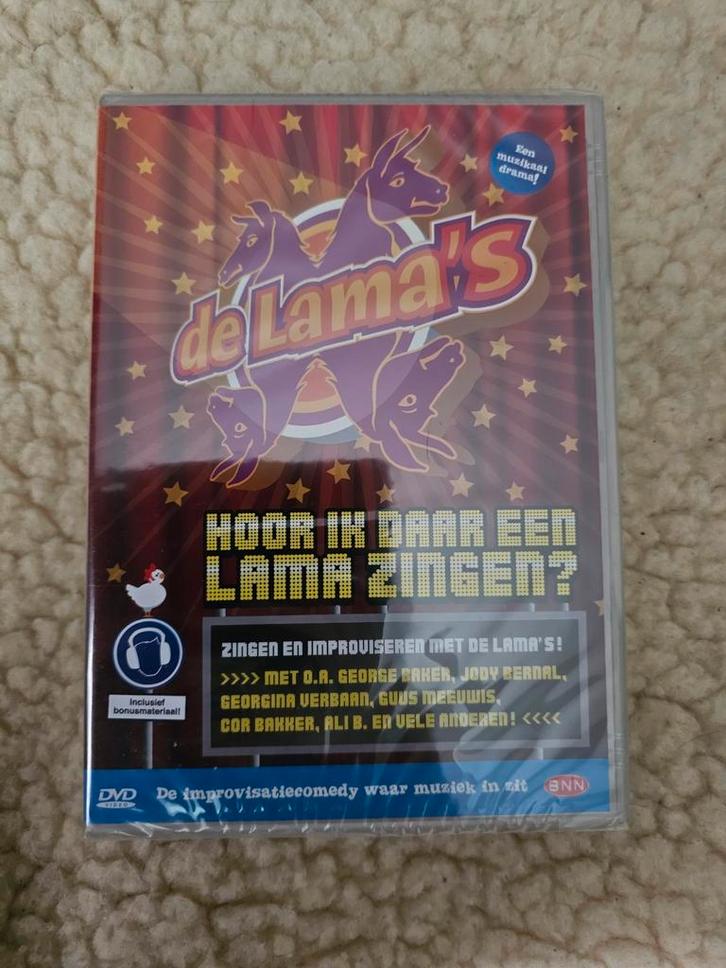 Een
muzikaal
drama!
de Lama's
HOOR IK DAAR EEN
LAMA ZINGEN?
ZINGEN EN IMPROVISEREN MET DE LAMA'S!
>>>> MET O.A. GEORGE BAKER, JODY BERNAL,
GEORGINA VERBAAN, GUUS MEEUWIS,
COR BAKKER, ALI B. EN VELE ANDEREN! <<<<
Inclusief
bonusmateriaal!
DVD
VIDEO
De improvisatiecomedy waar muziek in zit
BNN